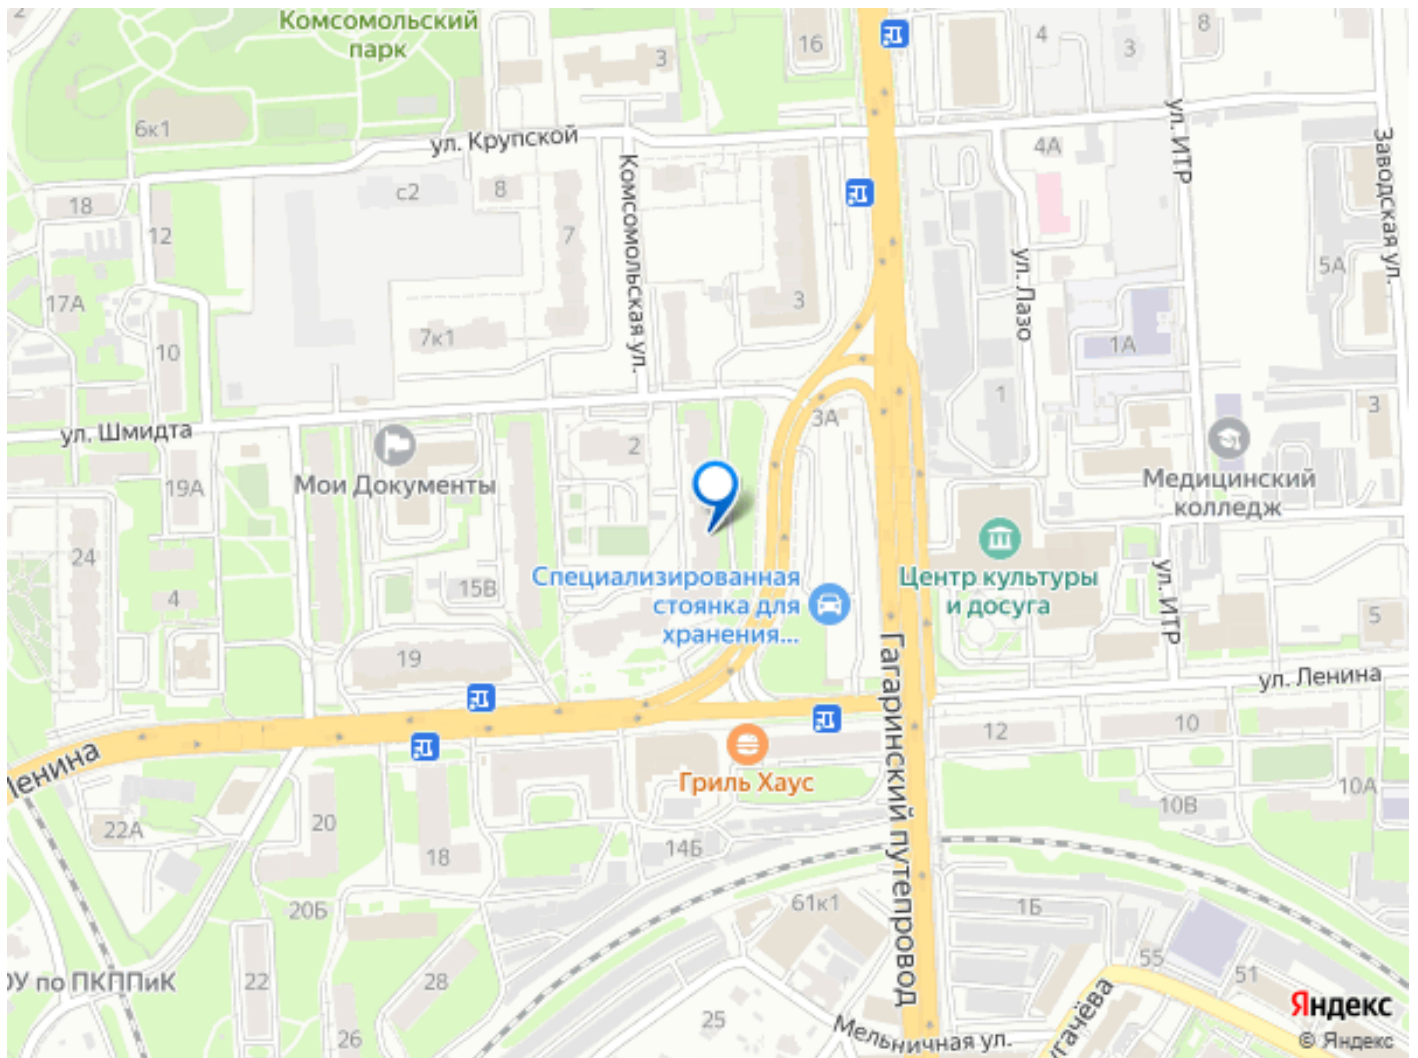 2
Комсомольский
парк
16
4
3
8
3
6к1
ул. Крупской
4А
ул. ИТР
Заводская ул.
с2
8
18
Комсомольская ул.
12
7
5А
ул. Лазо
17А
3
7к1
10
1А
1
3А
3
ул. Шмидта
2
Мои Документы
19А
Медицинский
колледж
24
Специализированная
стоянка для
хранения...
Центр культуры
и досуга
15В
4
ул. ИТР
5
19
Гагаринский путепровод
ул. Ленина
12
10
Ленина
Гриль Хаус
10А
10В
22А
20
18
14Б
20Б
61к1
1Б
ОУ по ПКППиК
22
28
55
51
25
26
Мельничная ул.
Яндекс
© Яндекс